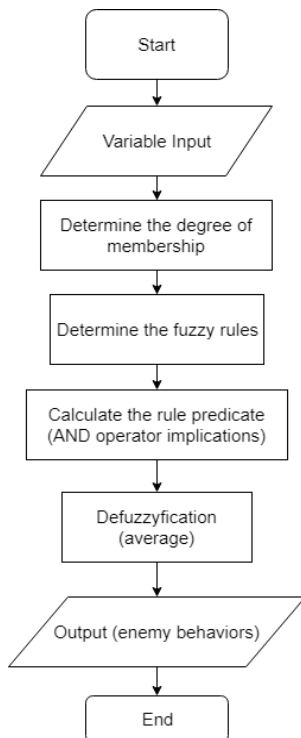 Start
Variable Input
Determine the degree of
membership
Determine the fuzzy rules
Calculate the rule predicate
(AND operator implications)
Defuzzyfication
(average)
Output (enemy behaviors)
End